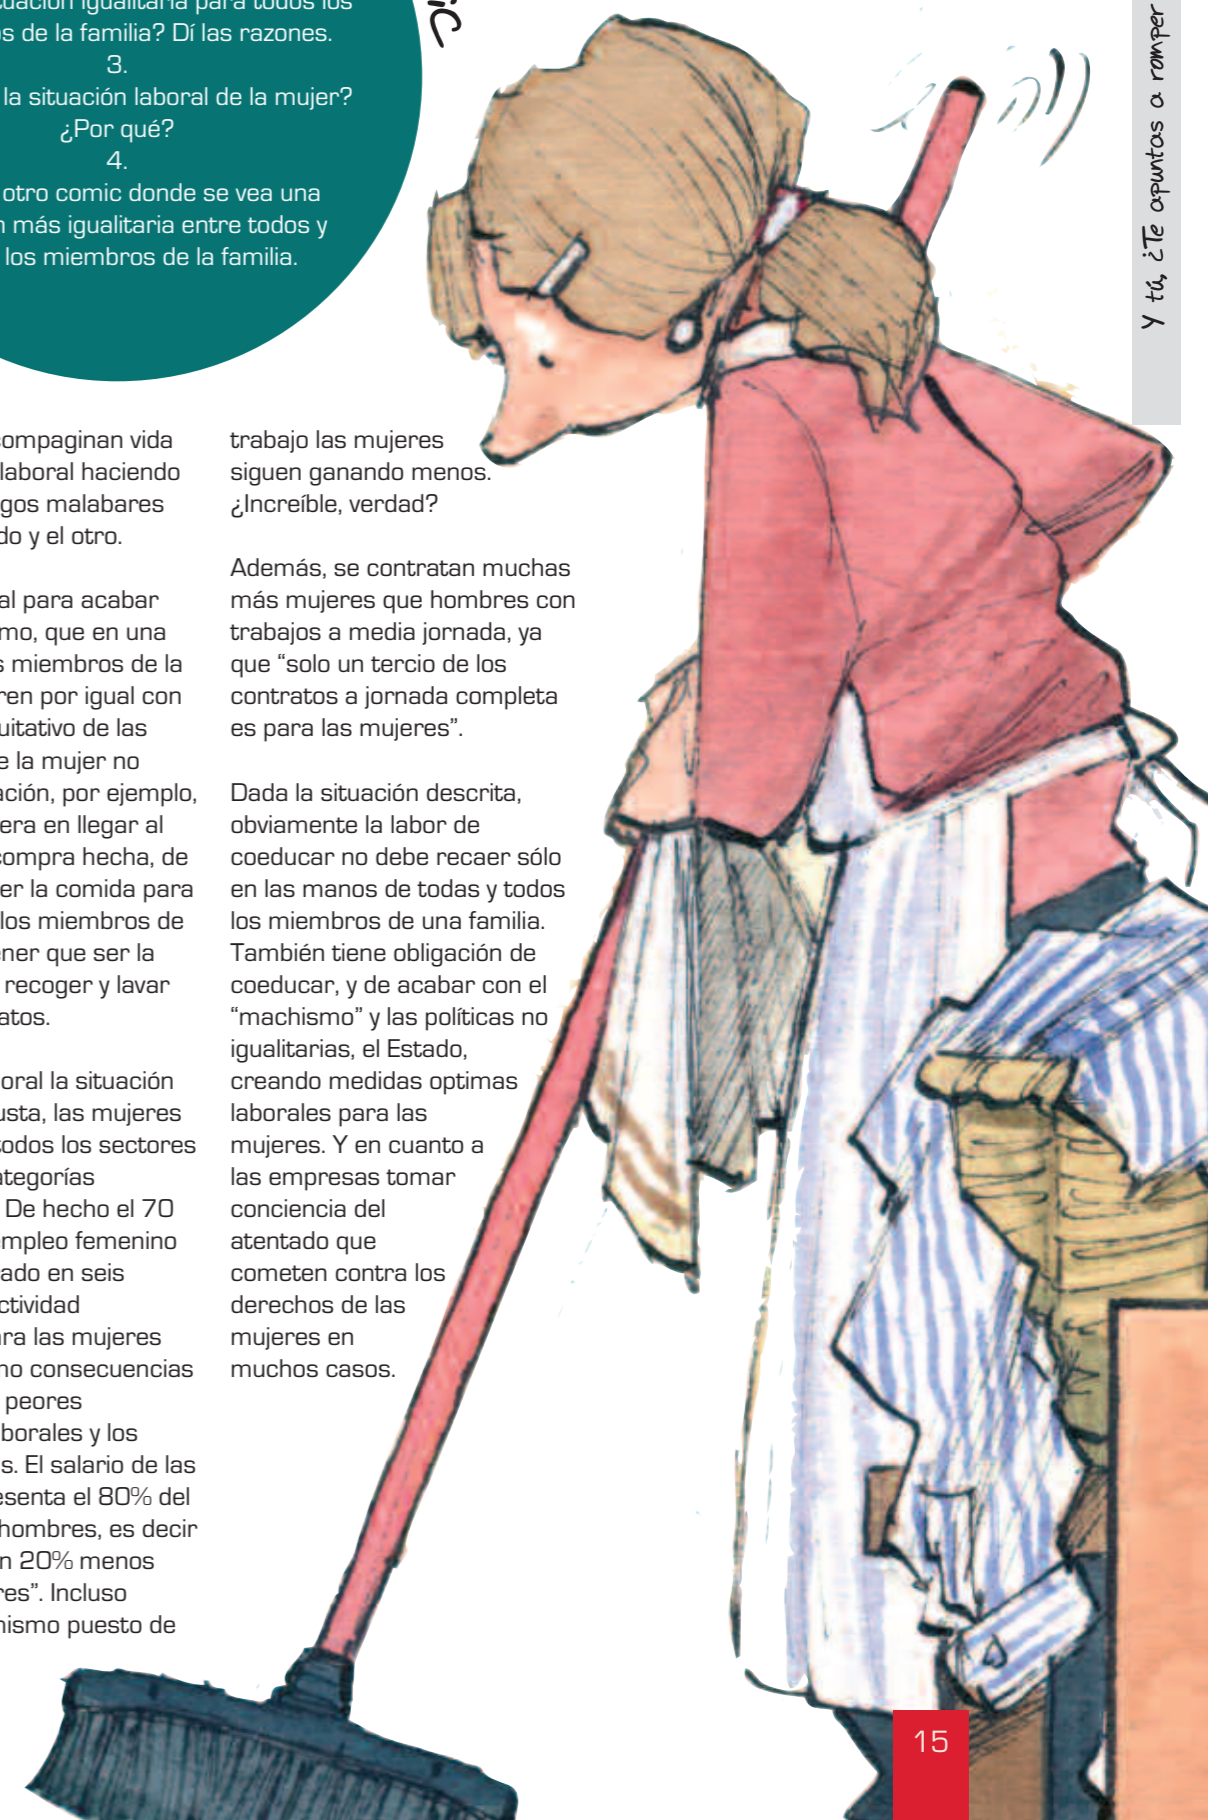 tuación igualitaria para todos los
s de la familia? Dí las razones.
3.
la situación laboral de la mujer?
¿Por qué?
4.
otro comic donde se vea una
n más igualitaria entre todos y
los miembros de la familia.
ic
Y tú, ¿Te apuntas a romper
compaginan vida
laboral haciendo
gos malabares
do y el otro.
al para acabar
mo, que en una
s miembros de la
ren por igual con
uitativo de las
e la mujer no
ación, por ejemplo,
era en llegar al
compra hecha, de
er la comida para
los miembros de
ener que ser la
recoger y lavar
atos.
oral la situación
usta, las mujeres
todos los sectores
ategorías
De hecho el 70
empleo femenino
ado en seis
ctividad
ara las mujeres
mo consecuencias
peores
borales y los
s. El salario de las
esenta el 80% del
hombres, es decir
n 20% menos
res”. Incluso
mismo puesto de
trabajo las mujeres
siguen ganando menos.
¿Increíble, verdad?
Además, se contratan muchas
más mujeres que hombres con
trabajos a media jornada, ya
que “solo un tercio de los
contratos a jornada completa
es para las mujeres”.
Dada la situación descrita,
obviamente la labor de
coeducar no debe recaer sólo
en las manos de todas y todos
los miembros de una familia.
También tiene obligación de
coeducar, y de acabar con el
“machismo” y las políticas no
igualitarias, el Estado,
creando medidas optimas
laborales para las
mujeres. Y en cuanto a
las empresas tomar
conciencia del
atentado que
cometen contra los
derechos de las
mujeres en
muchos casos.
15